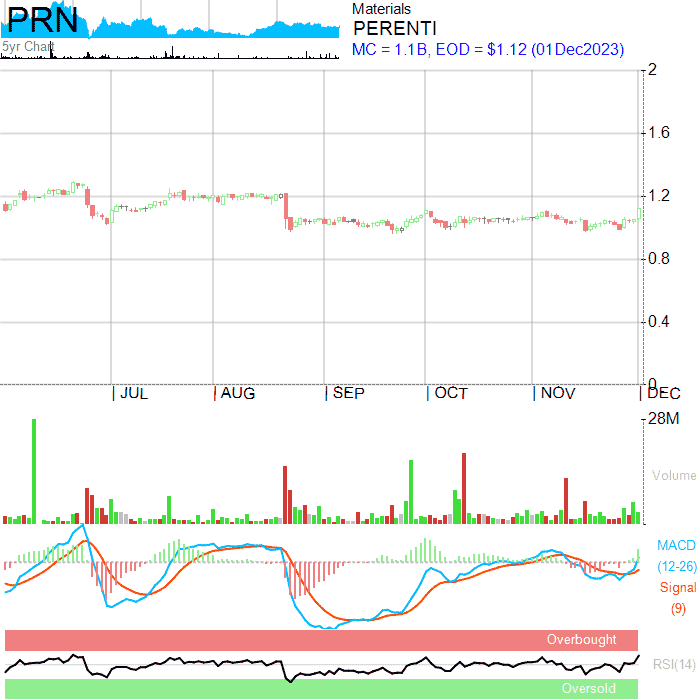 PRN
5yr Chart
Materials
PERENTI
MC = 1.1B, EOD = $1.12 (01Dec2023)
2
1.6
1.2
0.8
0.4
0
| JUL | AUG | SEP | OCT | NOV | DEC
28M
Volume
MACD
(12-26)
Signal
(9)
Overbought
RSI(14)
Oversold